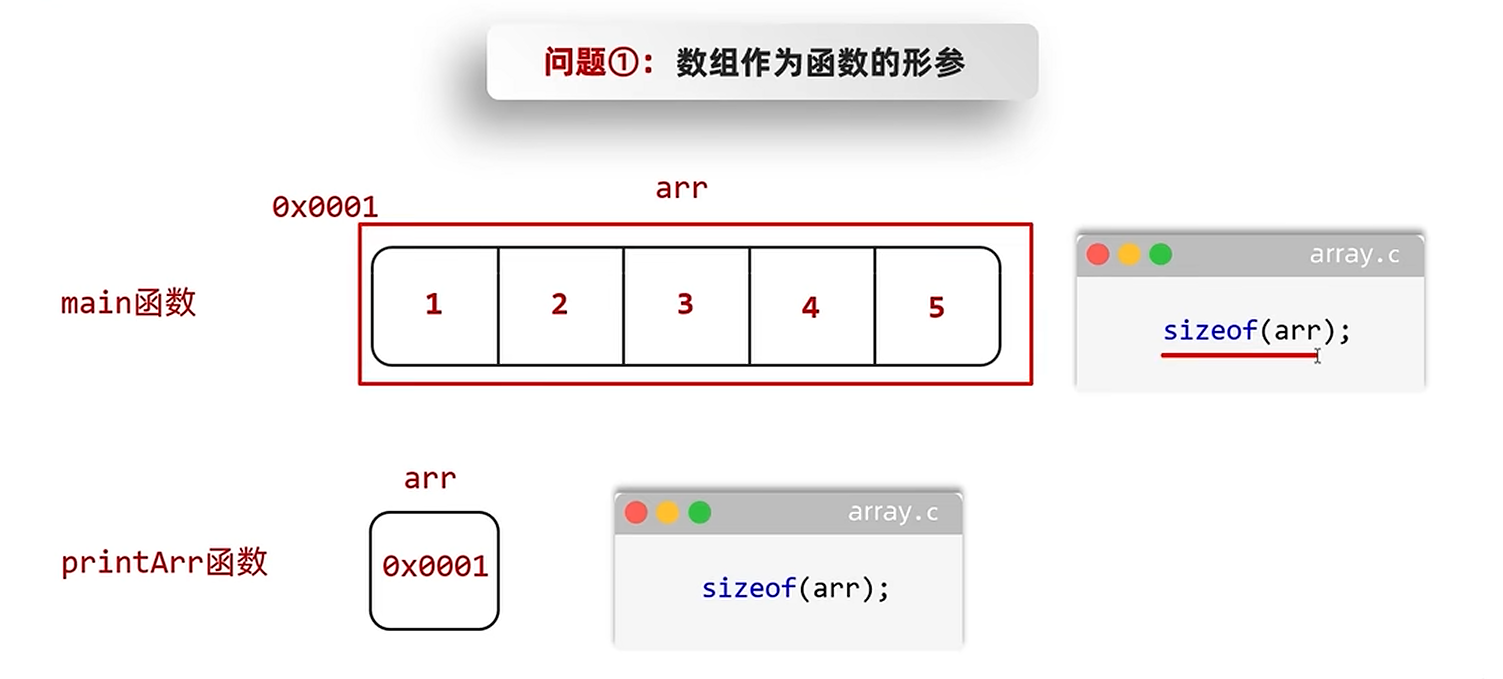 问题①：数组作为函数的形参
arr
0x0001
array.c
main函数
1 2 3 4 5
sizeof(arr);
arr
array.c
printArr函数
0x0001
sizeof(arr);